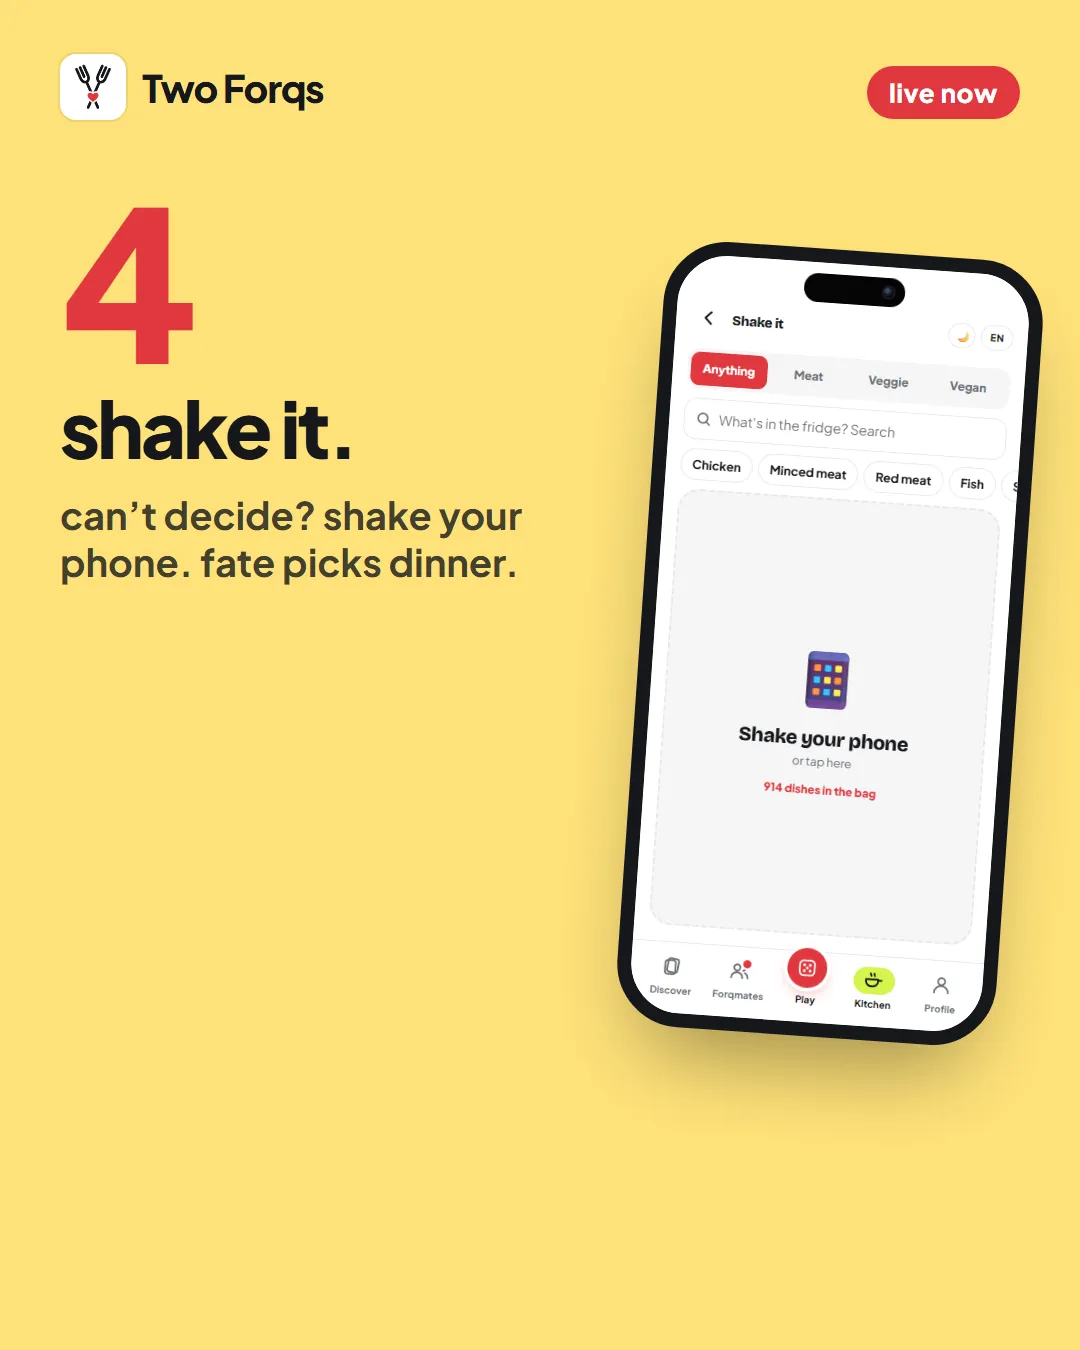 Two Forqs
live now
4
shake it.
can’t decide? shake your
phone. fate picks dinner.
Shake it
EN
Anything Meat Veggie Vegan
What's in the fridge? Search
Chicken Minced meat Red meat Fish
Shake your phone
or tap here
914 dishes in the bag
Discover Forqmates Play Kitchen Profile